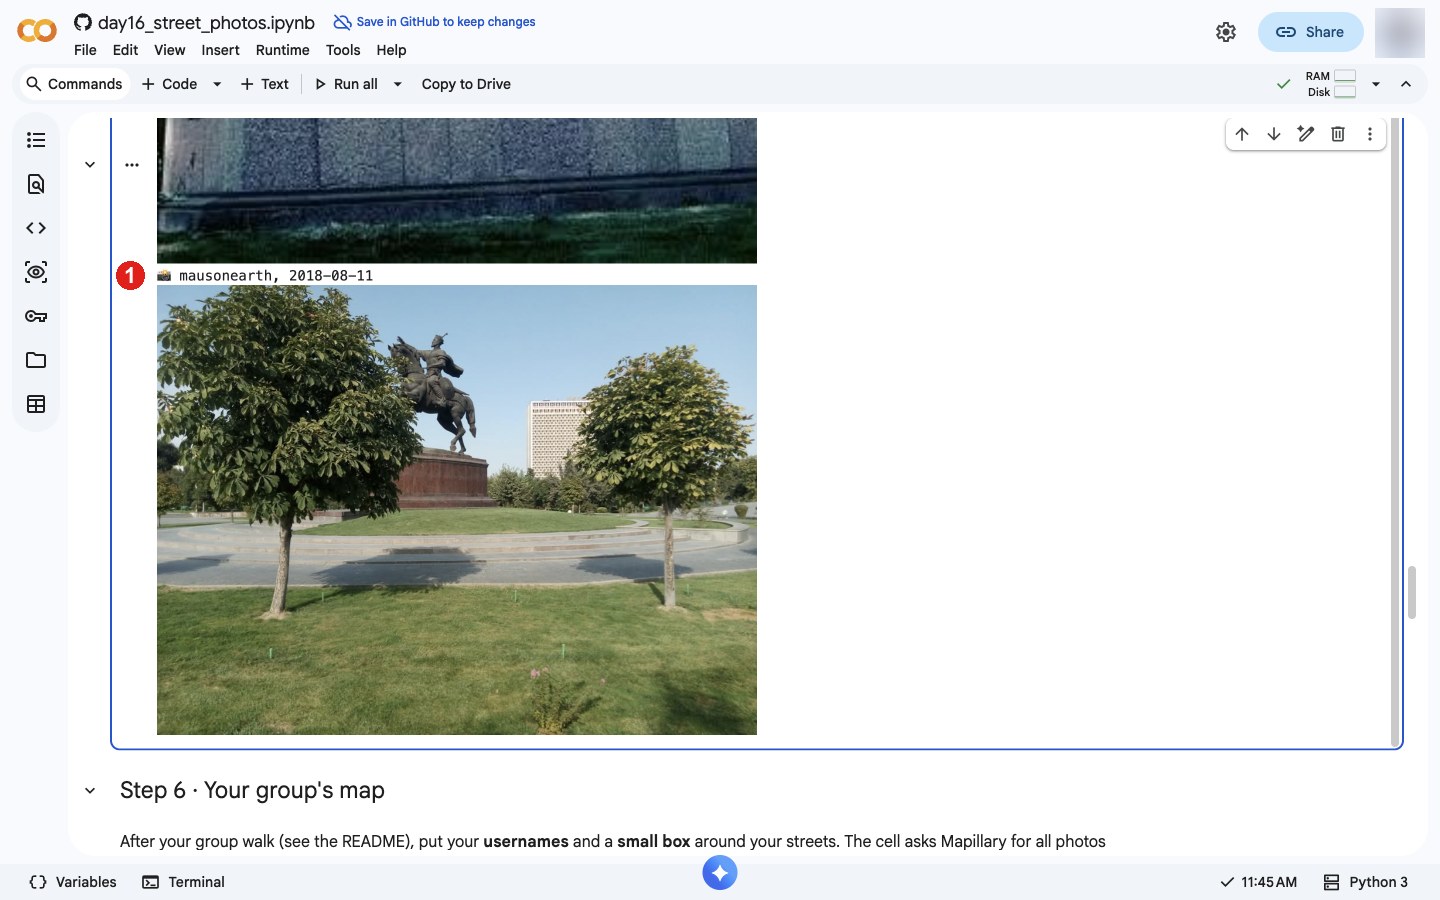 day16_street_photos.ipynb
Save in GitHub to keep changes
File Edit View Insert Runtime Tools Help
Share
Commands + Code + Text Run all Copy to Drive
RAM
Disk
1
mausonearth, 2018-08-11
Step 6 · Your group's map
After your group walk (see the README), put your usernames and a small box around your streets. The cell asks Mapillary for all photos
Variables Terminal
11:45 AM Python 3